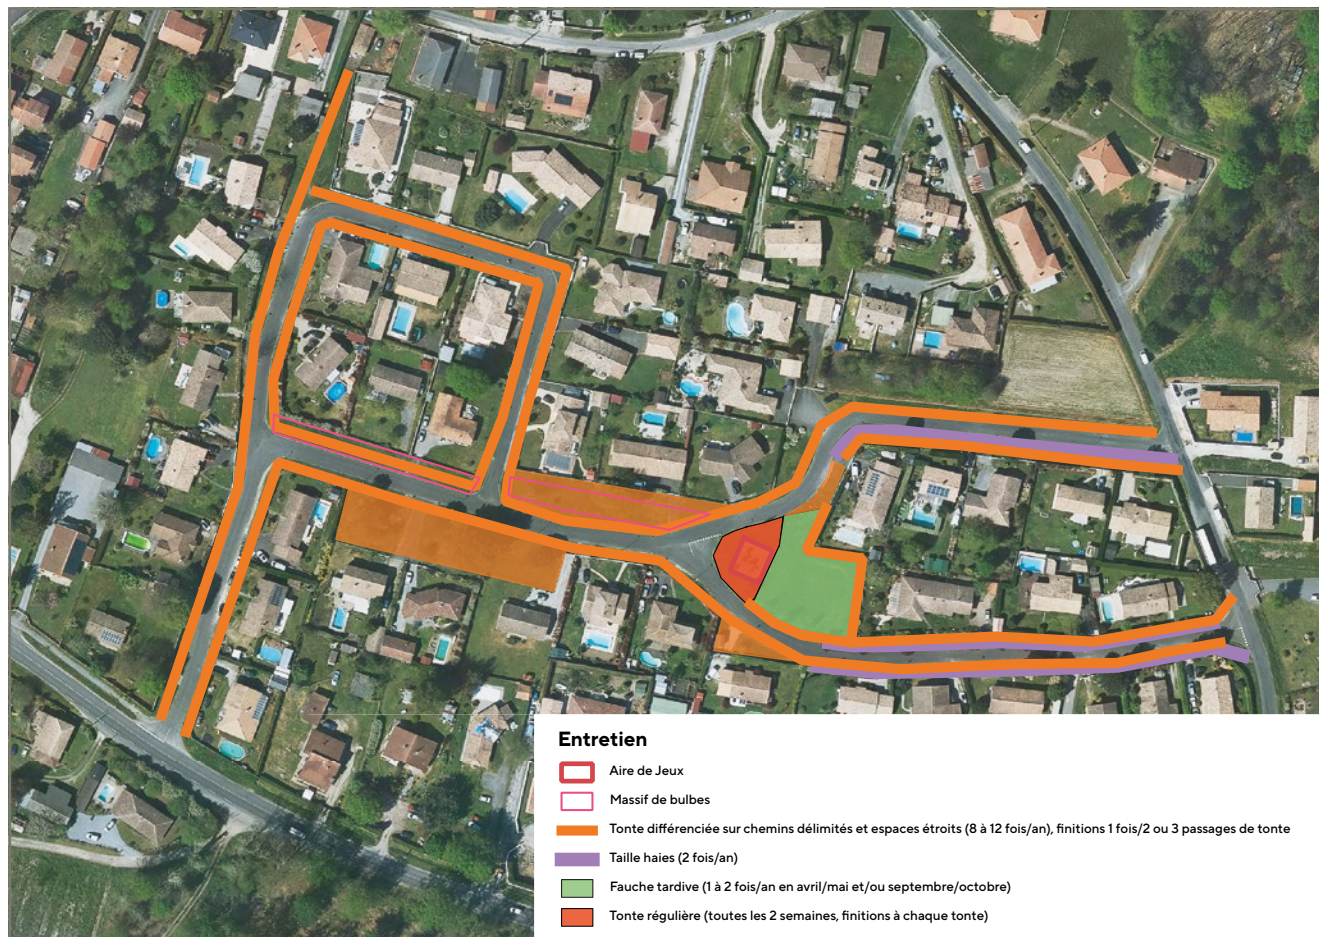 Entretien
Aire de Jeux
Massif de bulbes
Tonte différenciée sur chemins délimités et espaces étroits (8 à 12 fois/an), finitions 1 fois/2 ou 3 passages de tonte
Taille haies (2 fois/an)
Fauche tardive (1 à 2 fois/an en avril/mai et/ou septembre/octobre)
Tonte régulière (toutes les 2 semaines, finitions à chaque tonte)